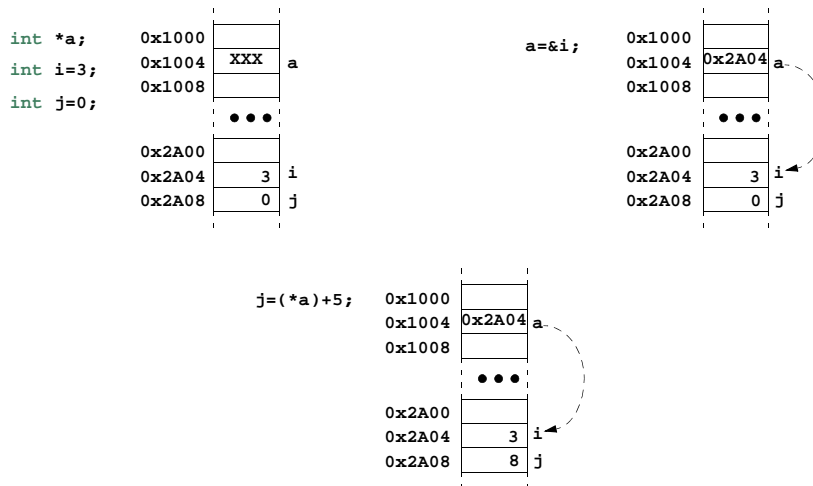 int *a;
int i=3;
int j=0;
0x1000
0x1004 XXX a
0x1008
0x2A00
0x2A04 3 i
0x2A08 0 j
a=&i;
0x1000
0x1004 0x2A04 a
0x1008
0x2A00
0x2A04 3 i
0x2A08 0 j
j=(*a)+5;
0x1000
0x1004 0x2A04 a
0x1008
0x2A00
0x2A04 3 i
0x2A08 8 j